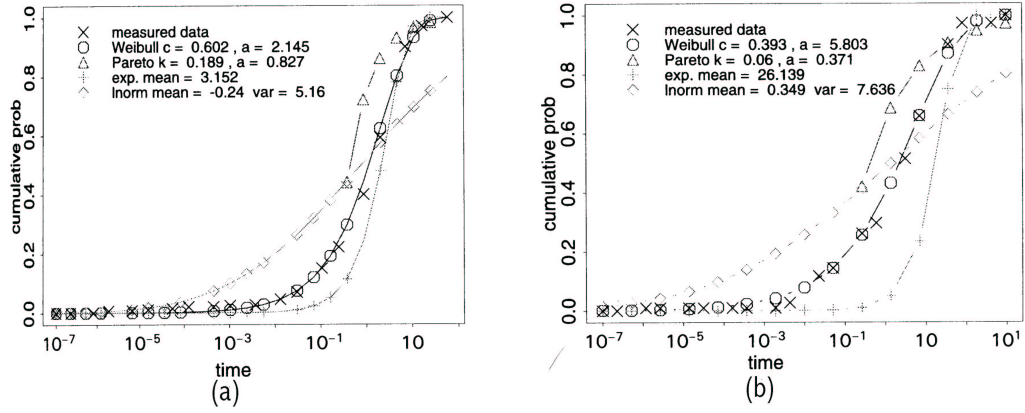 measured data
Weibull c = 0.602 , a = 2.145
Pareto k = 0.189 , a = 0.827
exp. mean = 3.152
lnorm mean = -0.24 var = 5.16
cumulative prob
1.0
0.8
0.6
0.4
0.2
0.0
10⁻⁷ 10⁻⁵ 10⁻³ 10⁻¹ 10
time
(a)
measured data
Weibull c = 0.393 , a = 5.803
Pareto k = 0.06 , a = 0.371
exp. mean = 26.139
lnorm mean = 0.349 var = 7.636
cumulative prob
1.0
0.8
0.6
0.4
0.2
0.0
10⁻⁷ 10⁻⁵ 10⁻³ 10⁻¹ 10 10¹
time
(b)